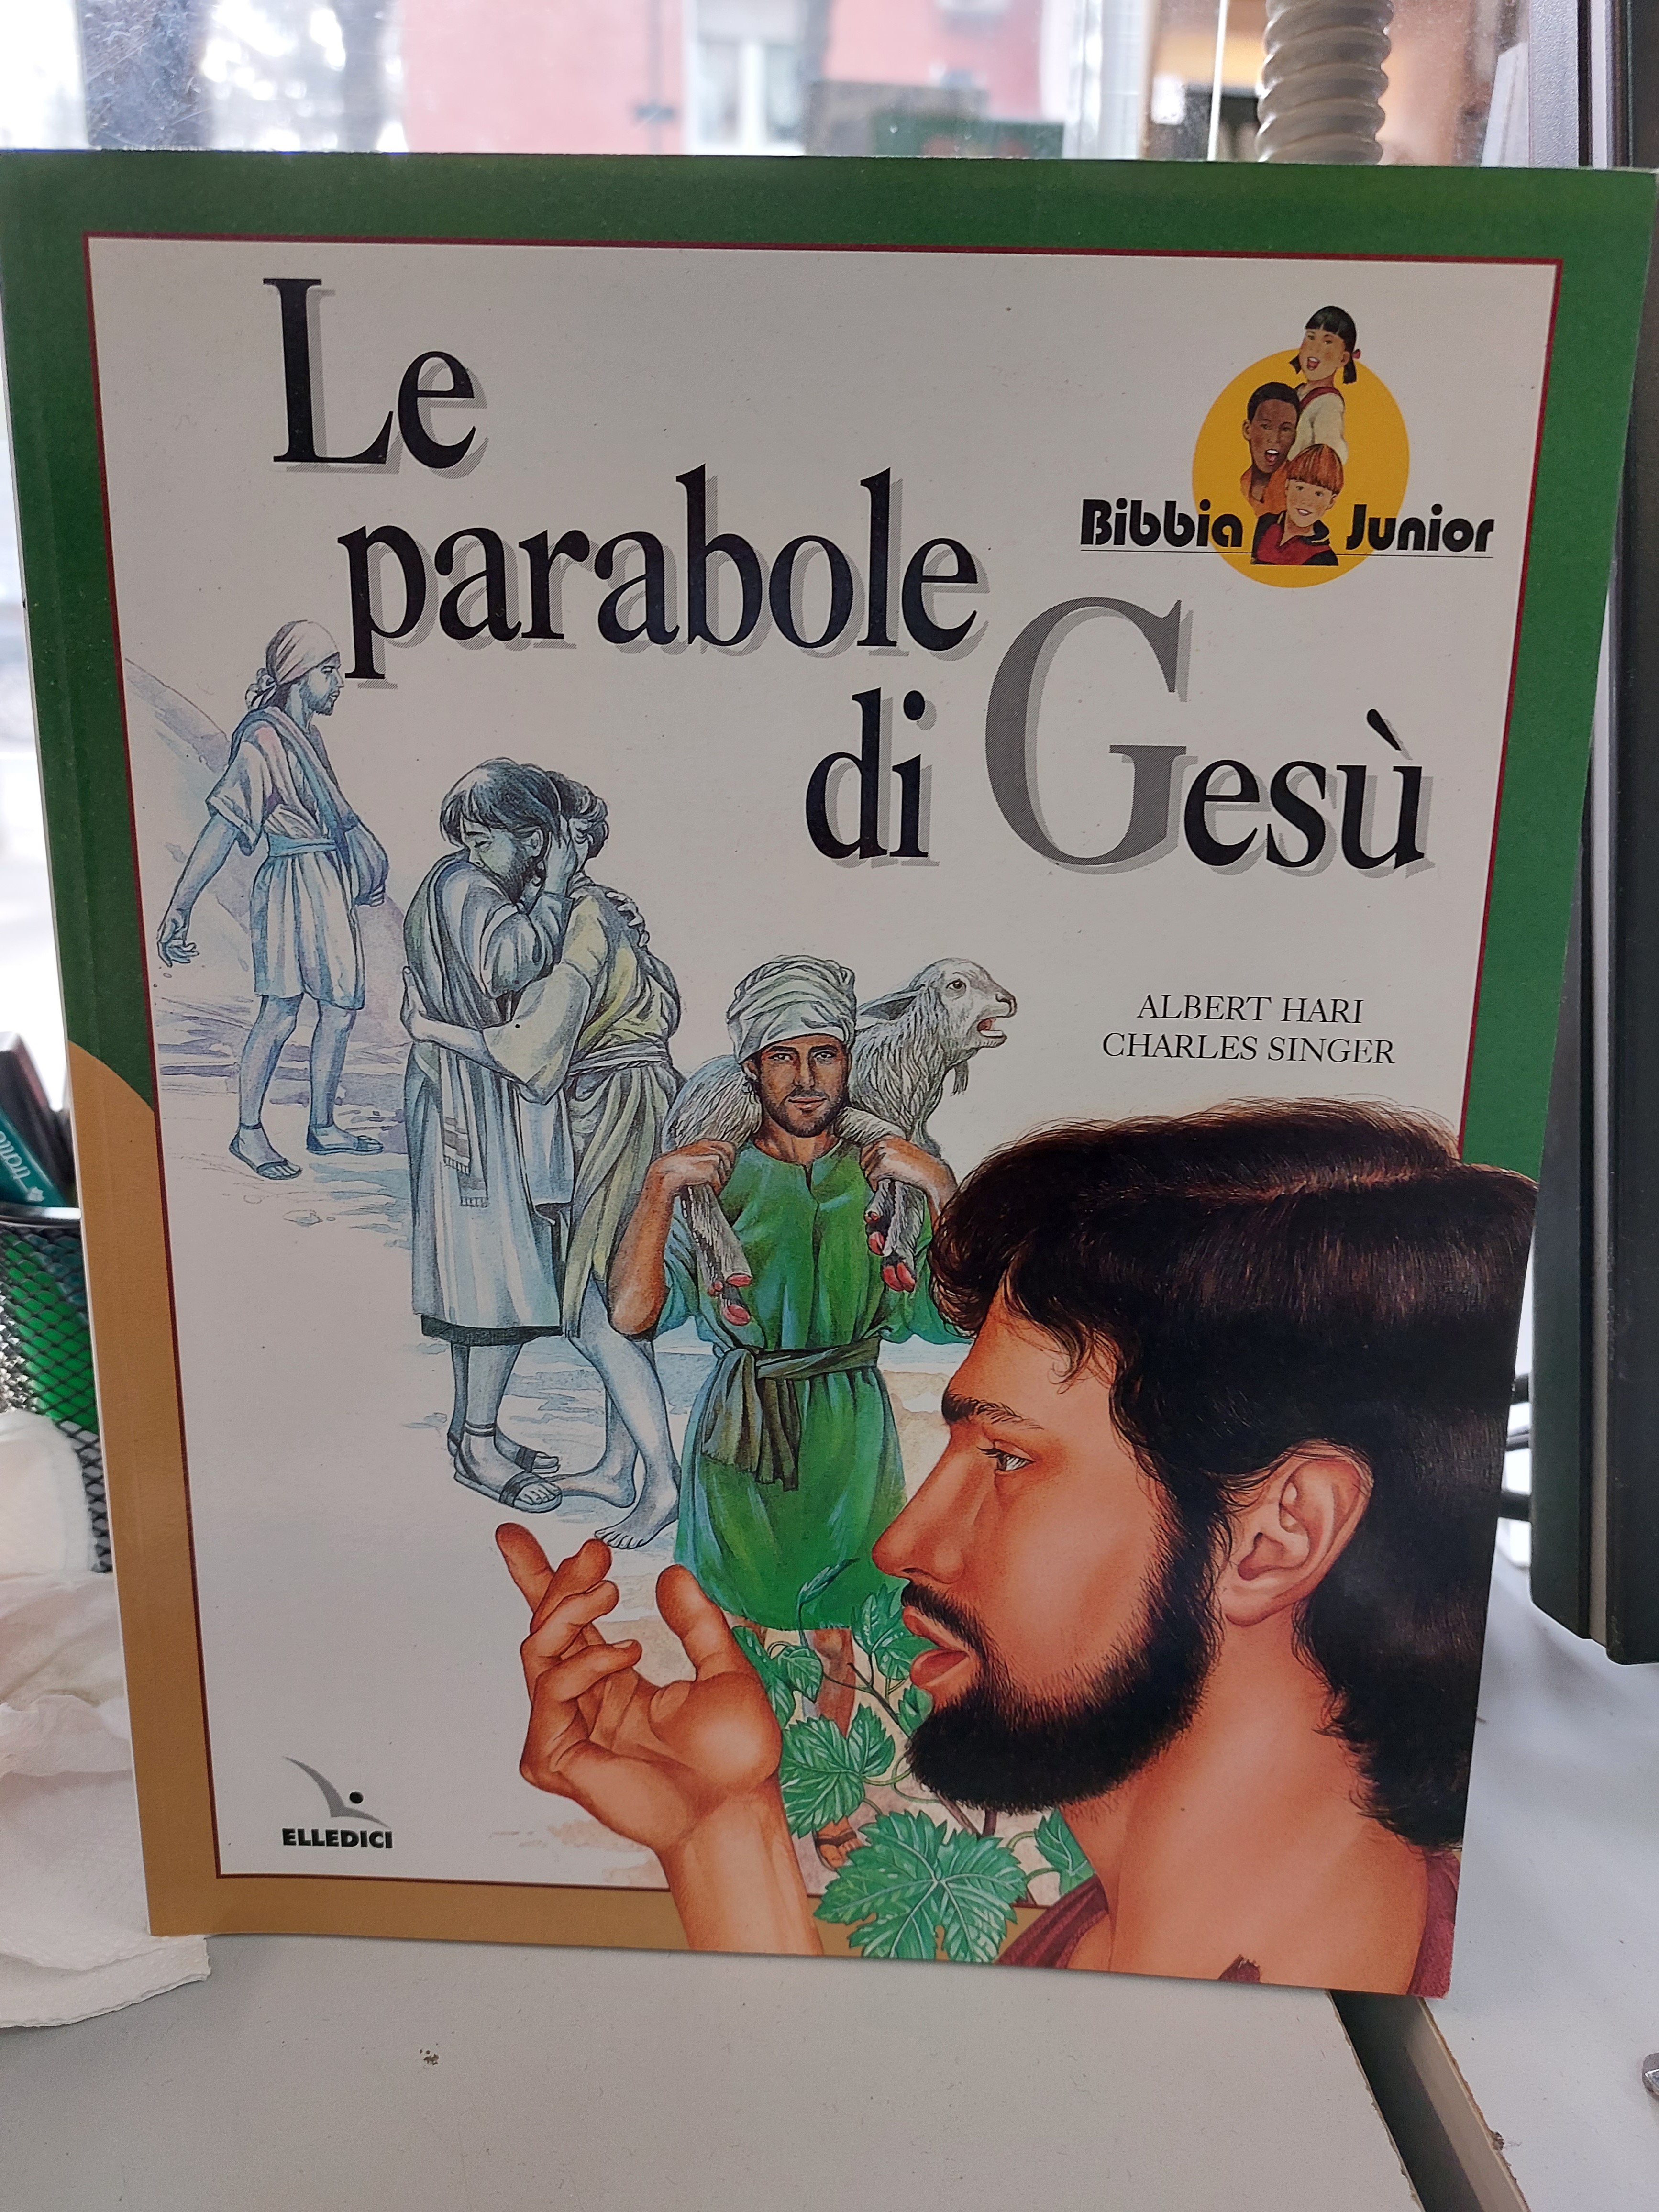 Le
parabole
di Gesù
Bibbia Junior
ALBERT HARI
CHARLES SINGER
ELLEDICI